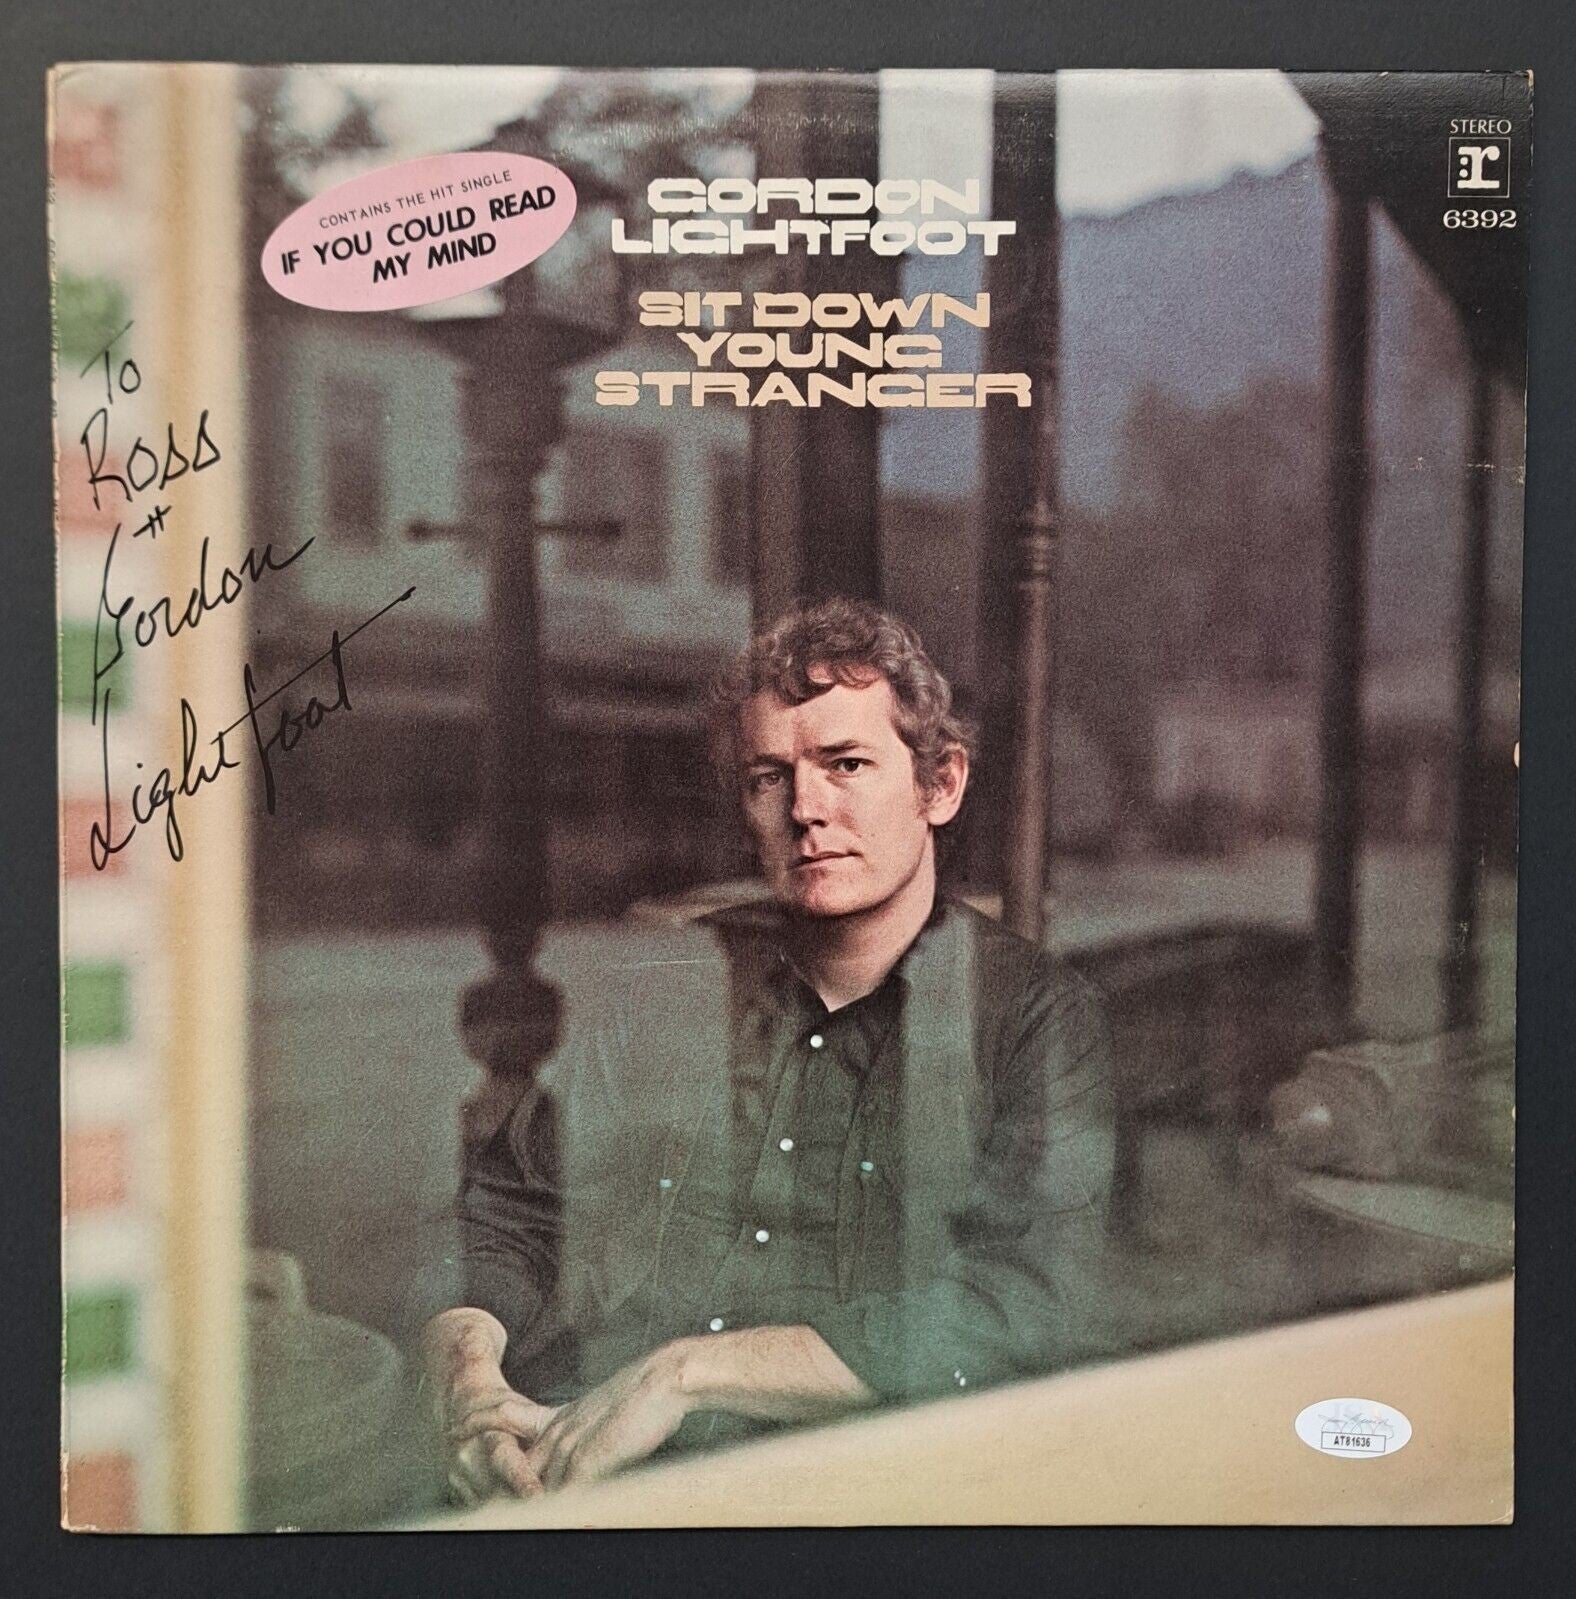 STEREO
r
6392
CONTAINS THE HIT SINGLE
IF YOU COULD READ
MY MIND
GORDON
LIGHTFOOT
SIT DOWN
YOUNG
STRANGER
To
Ross
Gordon
Lightfoot
AT81636